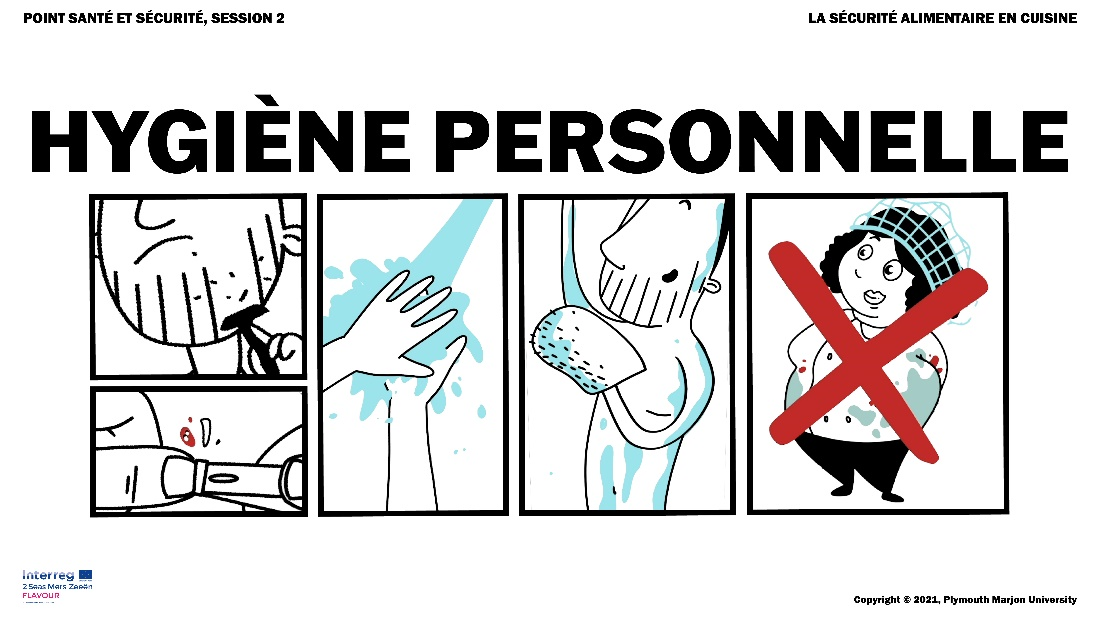 POINT SANTÉ ET SÉCURITÉ, SESSION 2
LA SÉCURITÉ ALIMENTAIRE EN CUISINE
HYGIÈNE PERSONNELLE
Interreg
2 Seas Mers Zeeën
FLAVOUR
Copyright © 2021, Plymouth Marjon University